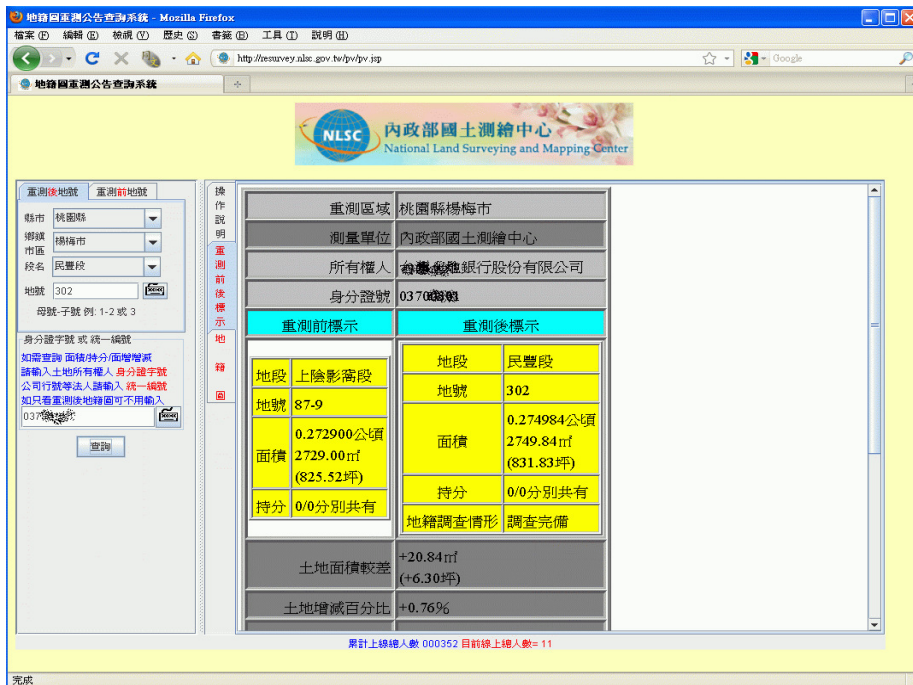 地籍圖重測公告查詢系統 - Mozilla Firefox
檔案(F) 編輯(E) 檢視(V) 歷史(S) 書籤(B) 工具(T) 說明(H)
http://resurvey.nlsc.gov.tw/pv/pv.jsp
Google
地籍圖重測公告查詢系統
NLSC
內政部國土測繪中心
National Land Surveying and Mapping Center
重測後地號 重測前地號
縣市 桃園縣
鄉鎮市區 楊梅市
段名 民豐段
地號 302
母號-子號 例: 1-2 或 3
身分證字號 或 統一編號
如需查詢 面積/持分/面增增減
請輸入土地所有權人 身分證字號
公司行號等法人請輸入 統一編號
如只看重測後地籍圖可不用輸入
037
查詢
操作說明
重測前後標示
地籍圖
重測區域 桃園縣楊梅市
測量單位 內政部國土測繪中心
所有權人 銀行股份有限公司
身分證號 0370
重測前標示 重測後標示
地段 上陰影窩段
地號 87-9
面積 0.272900公頃
2729.00㎡
(825.52坪)
持分 0/0分別共有
地段 民豐段
地號 302
面積 0.274984公頃
2749.84㎡
(831.83坪)
持分 0/0分別共有
地籍調查情形 調查完備
土地面積較差 +20.84㎡
(+6.30坪)
土地增減百分比 +0.76%
累計上線總人數 000352 目前線上總人數= 11
完成